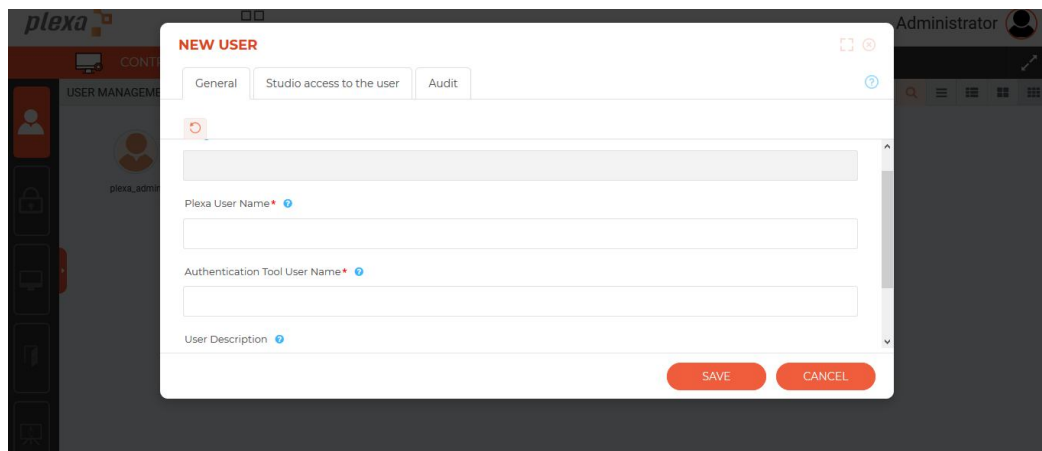 plexa
Administrator
NEW USER
CONT
General
Studio access to the user
Audit
USER MANAGEME
plexa_admin
Plexa User Name*
Authentication Tool User Name*
User Description
SAVE
CANCEL